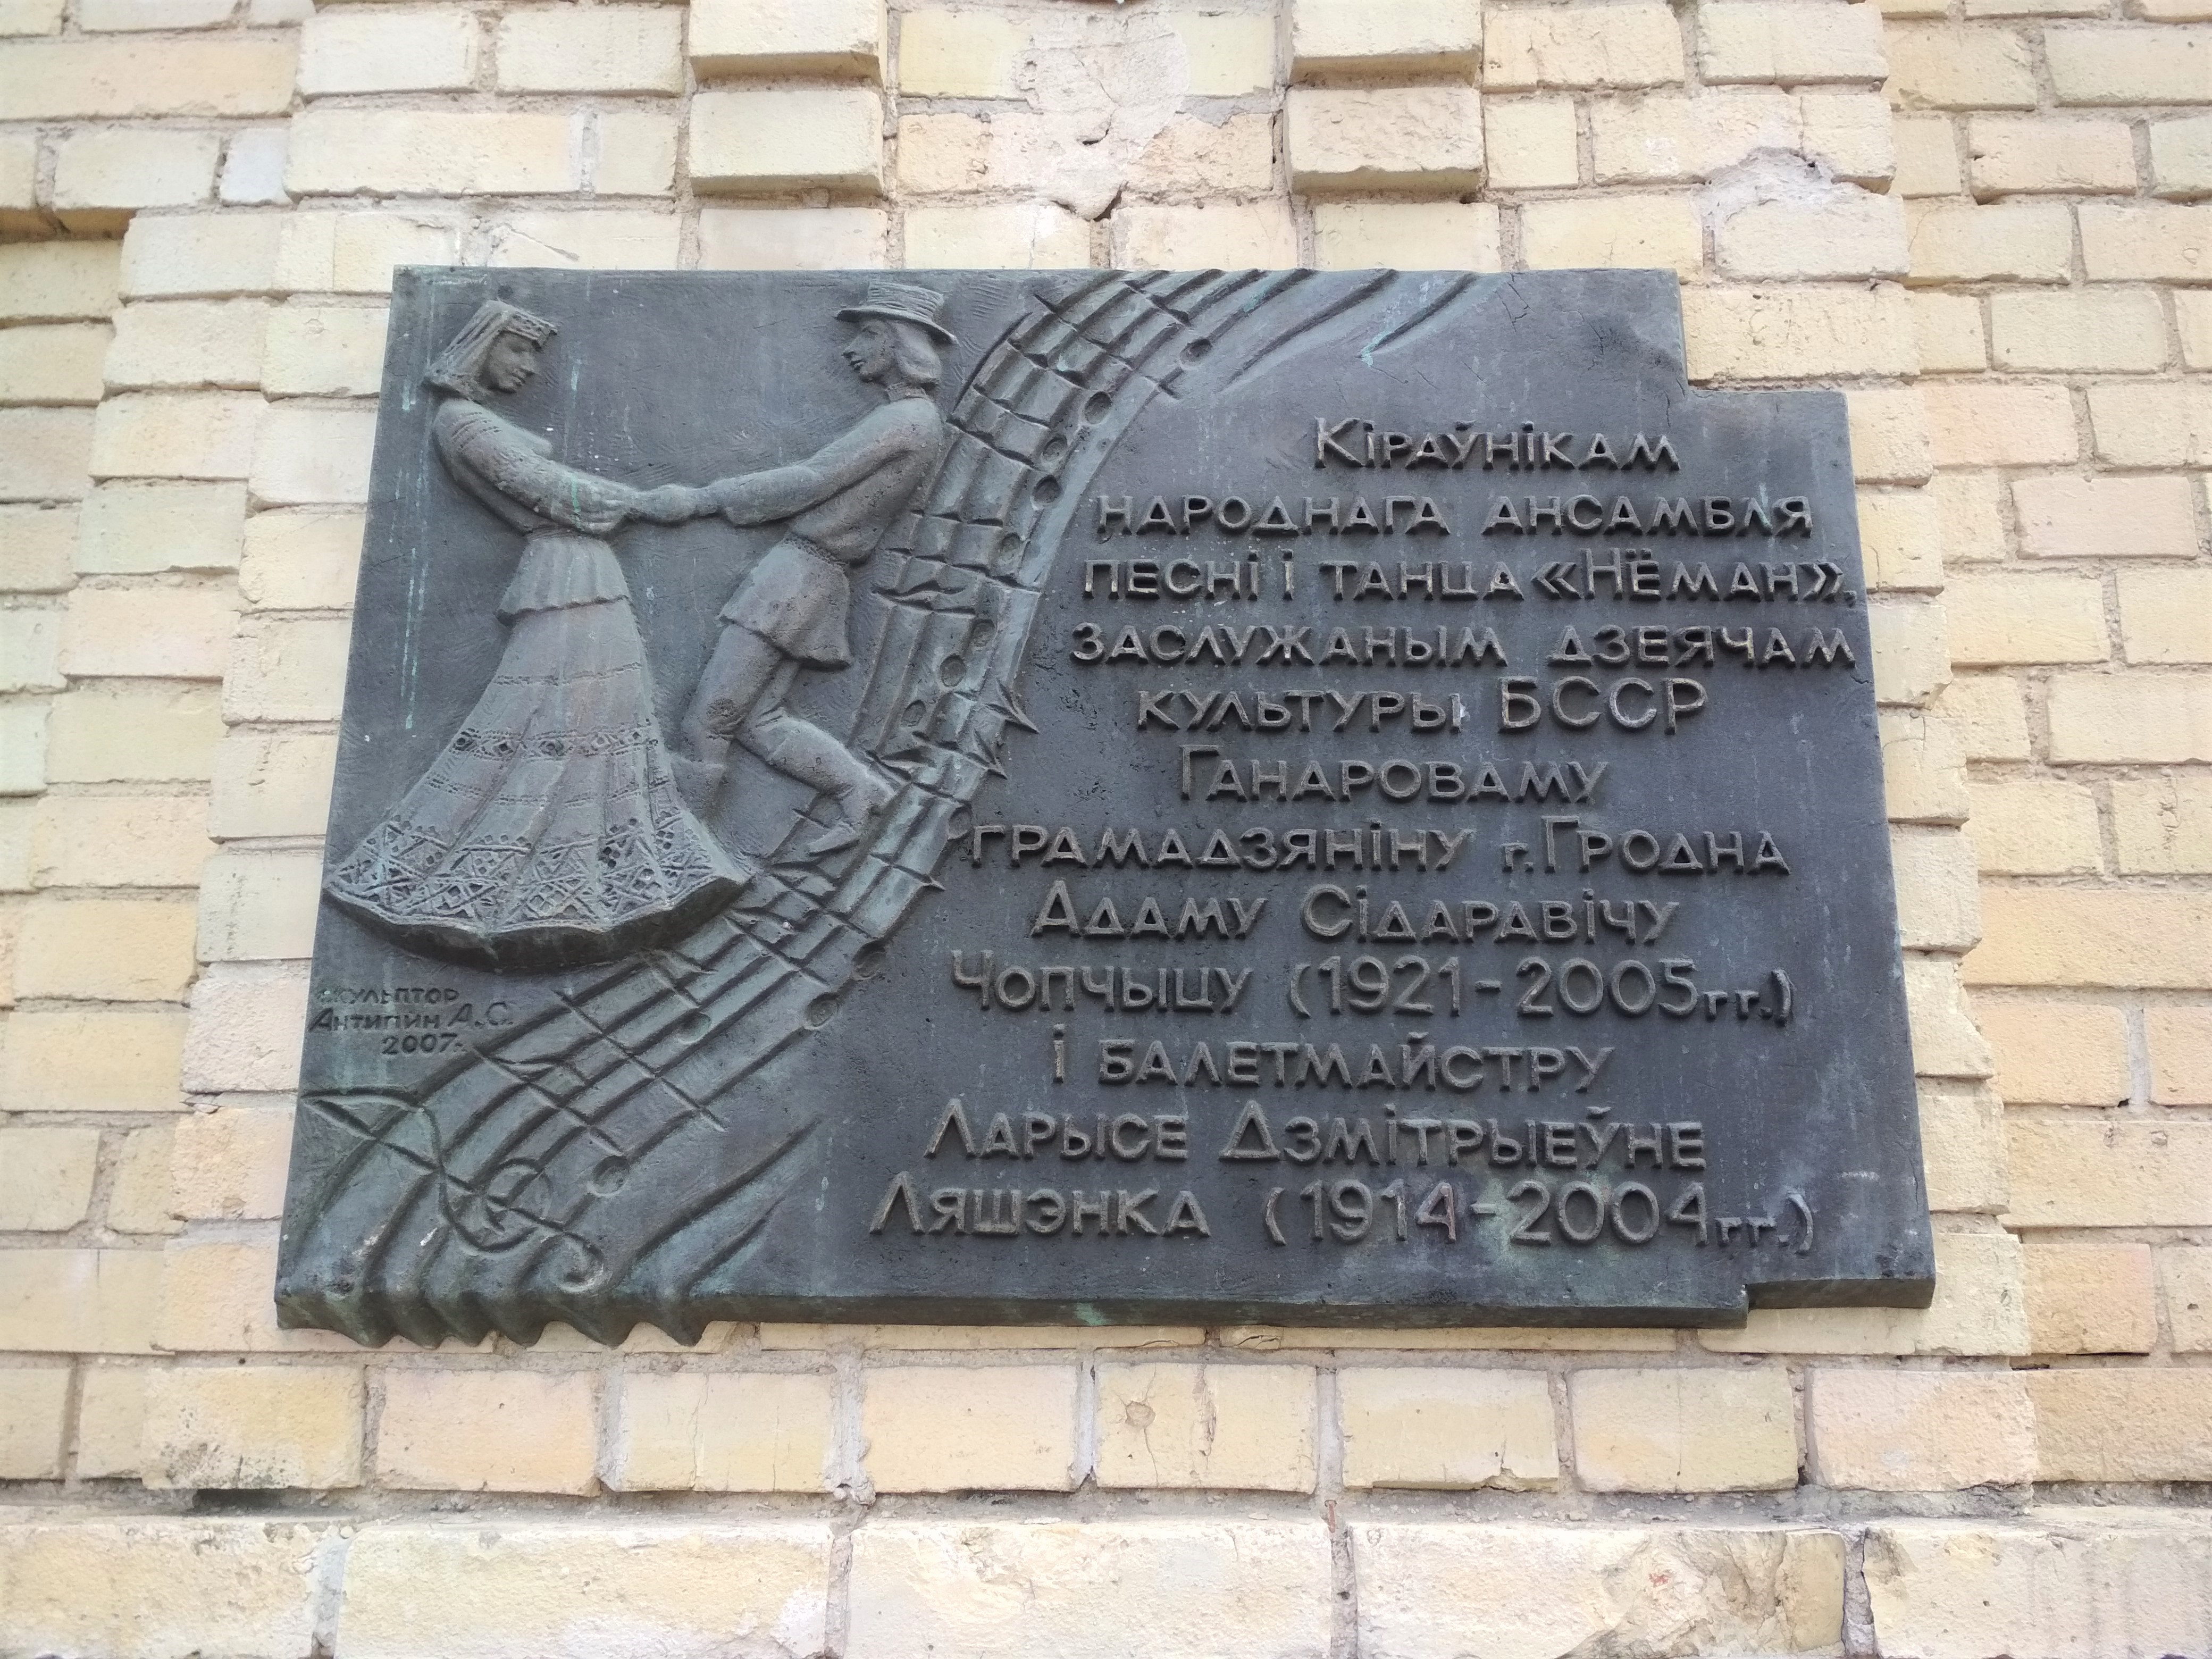 Кіраўнікам
народнага ансамбля
песні і танца «Нёман»,
заслужаным дзеячам
культуры БССР
Ганароваму
грамадзяніну г. Гродна
Адаму Сідаравічу
Чопчыцу (1921-2005гг.)
і балетмайстру
Ларысе Дзмітрыеўне
Ляшэнка (1914-2004гг.)
скульптор
Антипин А.С.
2007г.